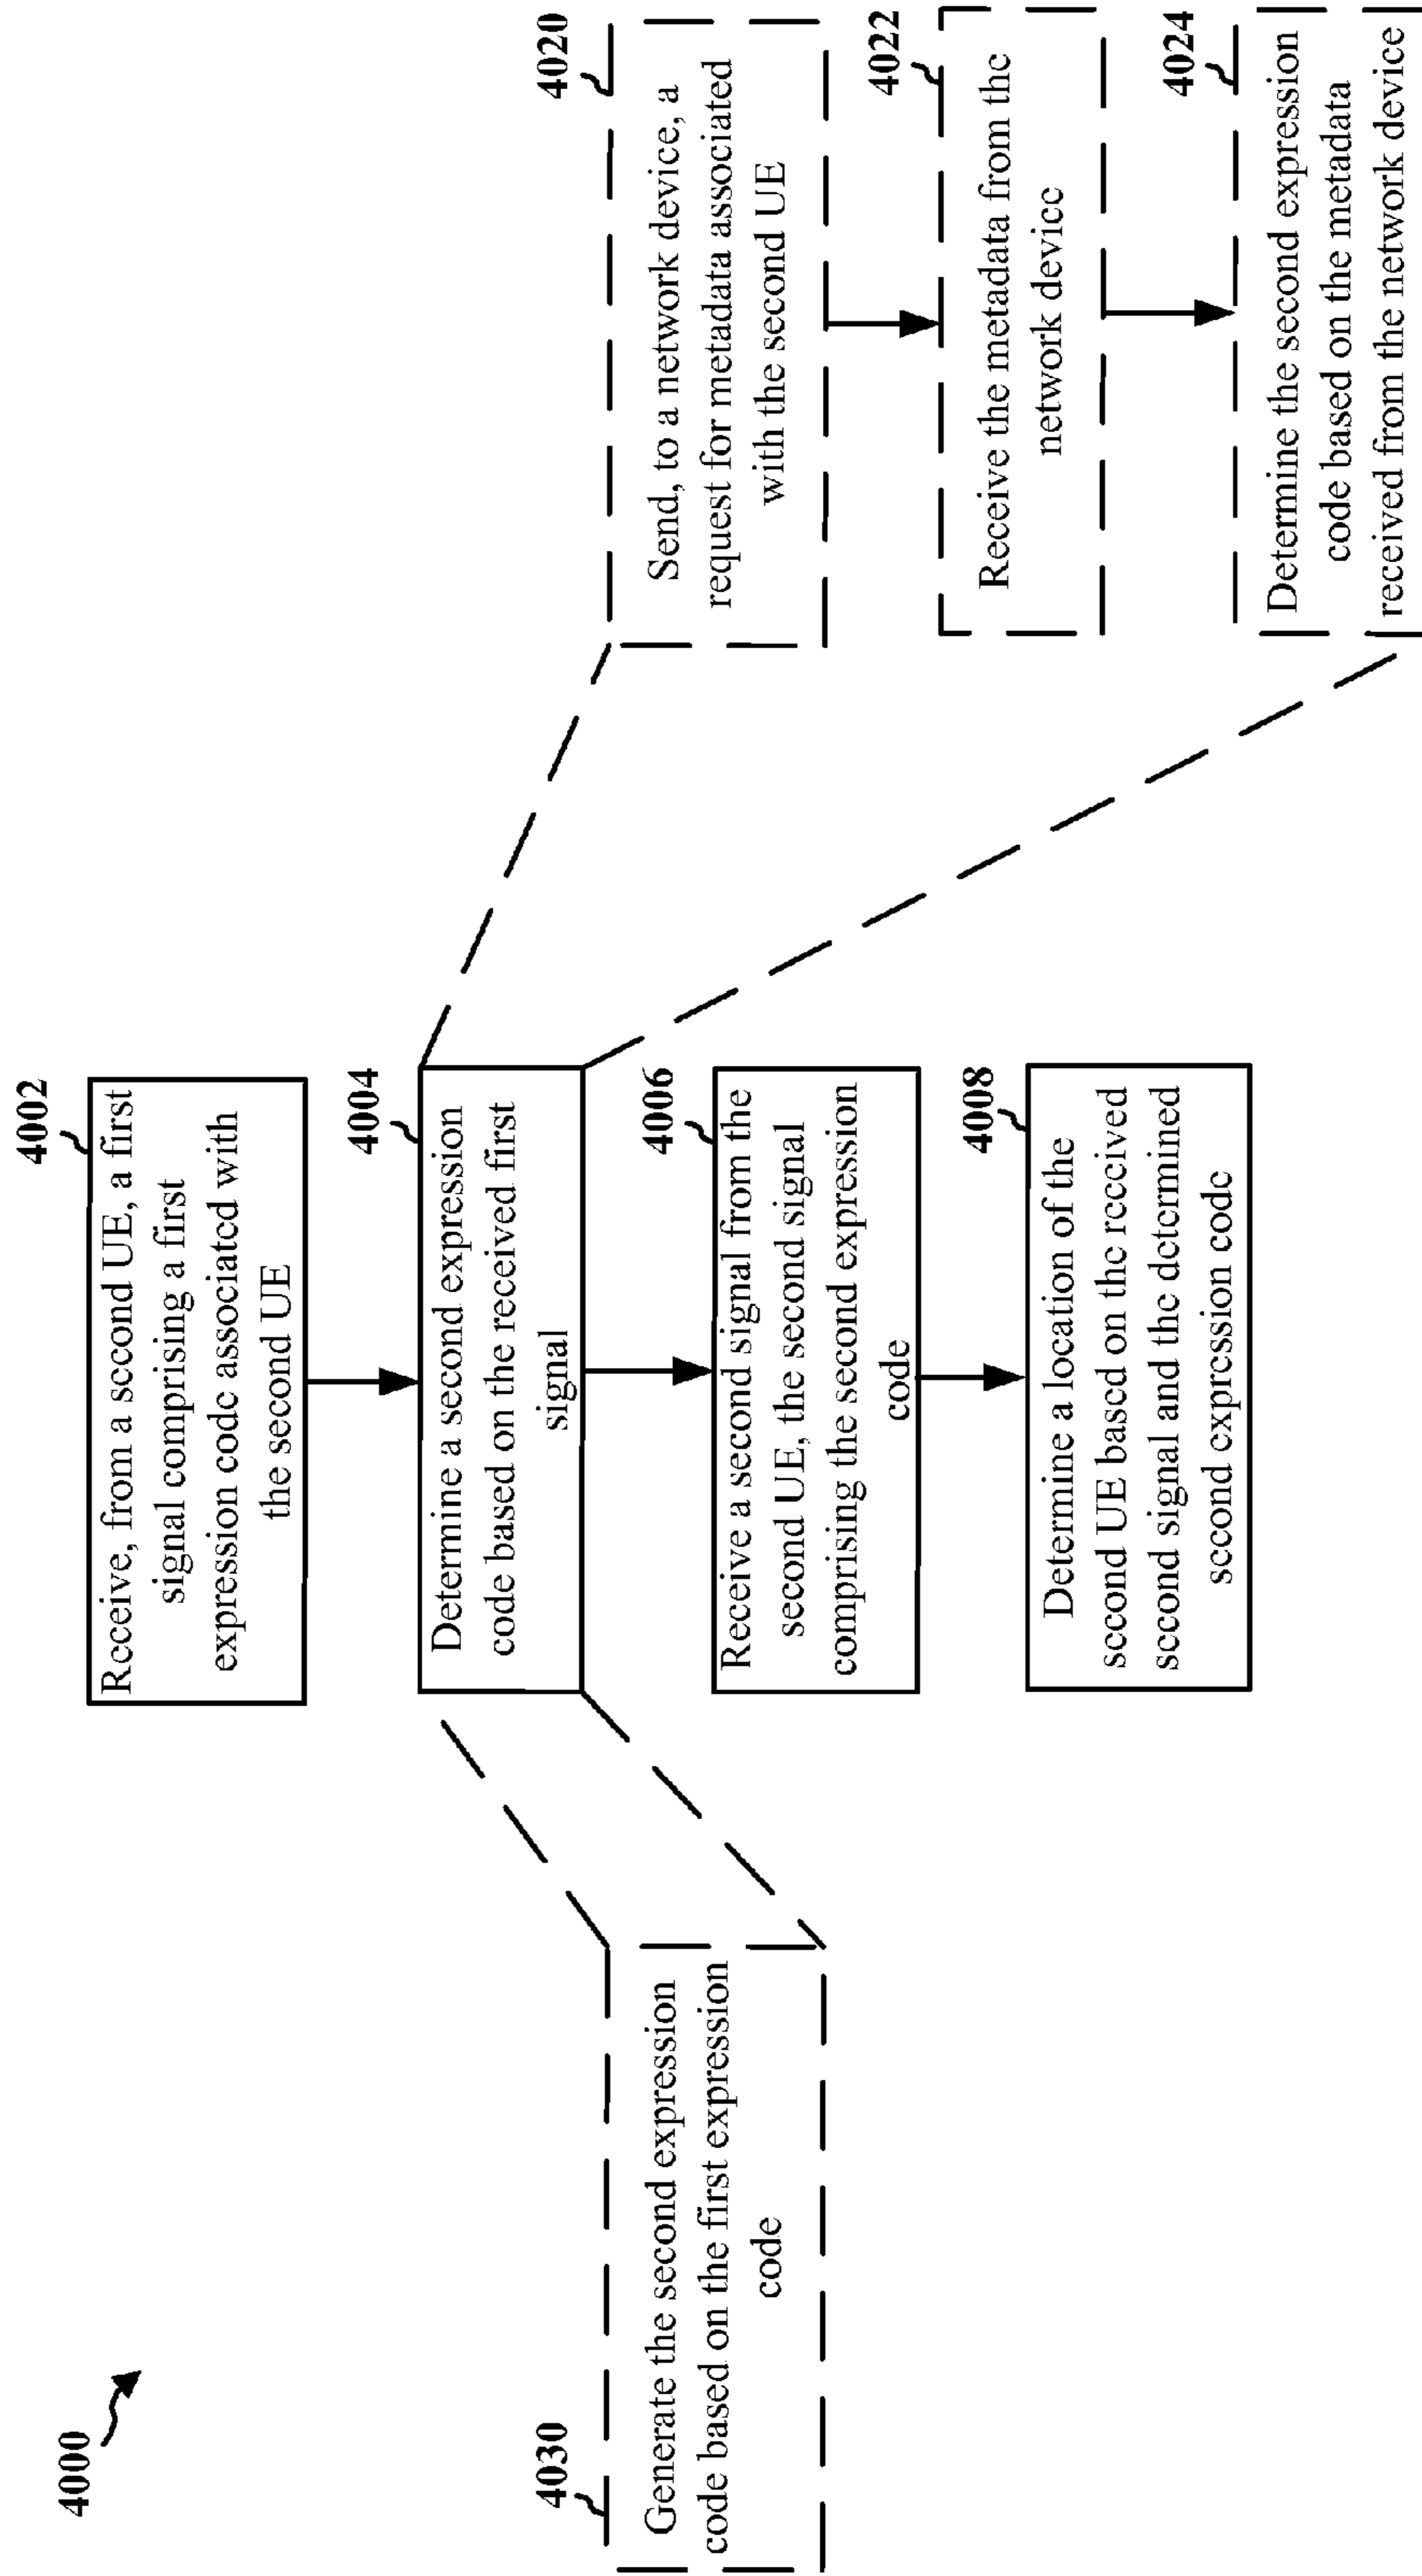 4000
4002
Receive, from a second UE, a first
signal comprising a first
expression code associated with
the second UE
4004
Determine a second expression
code based on the received first
signal
4006
Receive a second signal from the
second UE, the second signal
comprising the second expression
code
4008
Determine a location of the
second UE based on the received
second signal and the determined
second expression code
4030
Generate the second expression
code based on the first expression
code
4020
Send, to a network device, a
request for metadata associated
with the second UE
4022
Receive the metadata from the
network device
4024
Determine the second expression
code based on the metadata
received from the network device